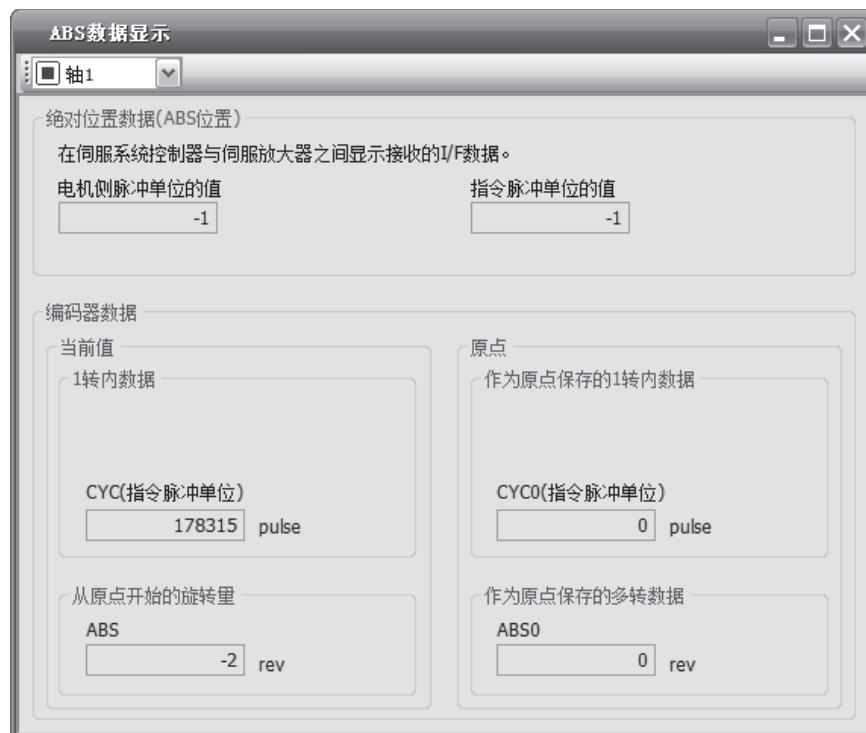 ABS数据显示
轴1
绝对位置数据(ABS位置)
在伺服系统控制器与伺服放大器之间显示接收的I/F数据。
电机侧脉冲单位的值
指令脉冲单位的值
-1
-1
编码器数据
当前值
1转内数据
CYC(指令脉冲单位)
178315 pulse
从原点开始的旋转量
ABS
-2 rev
原点
作为原点保存的1转内数据
CYC0(指令脉冲单位)
0 pulse
作为原点保存的多转数据
ABS0
0 rev